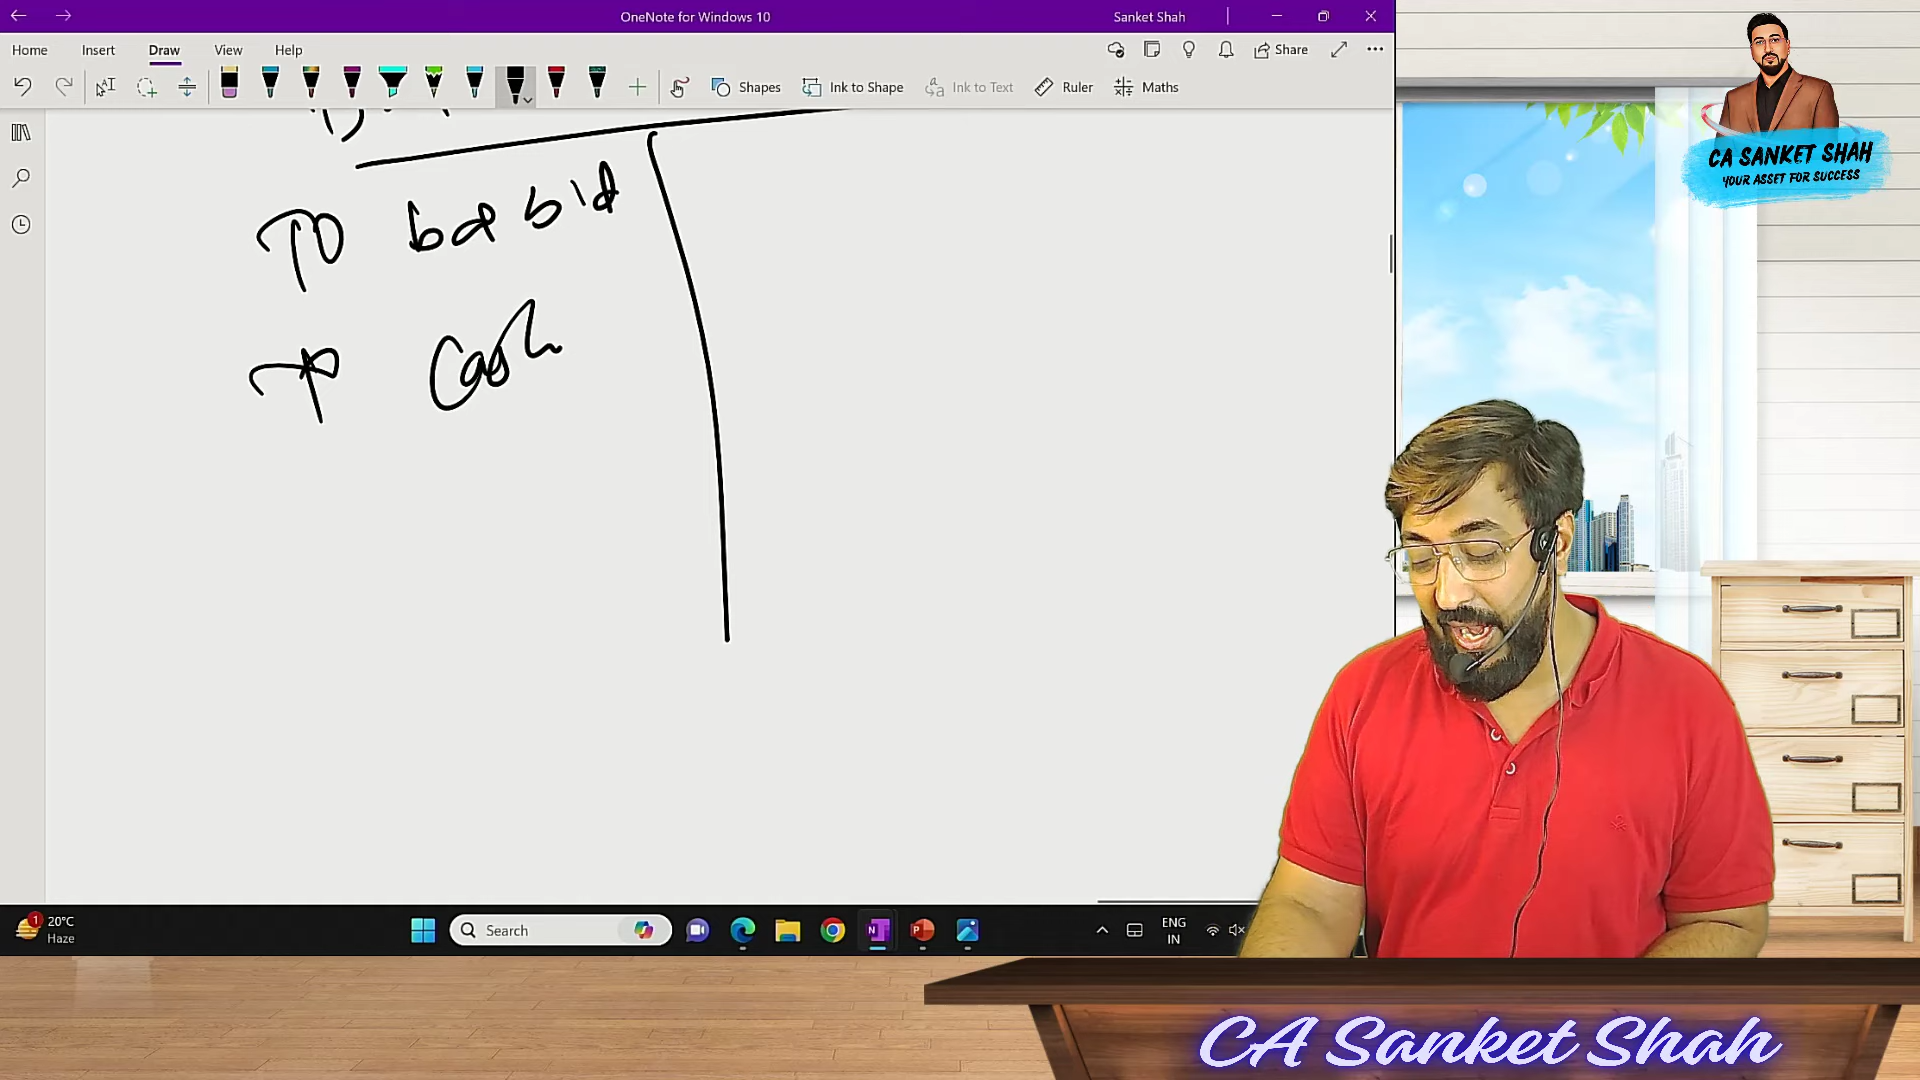 OneNote for Windows 10
Sanket Shah
Home Insert Draw View Help
Share
Shapes
Ink to Shape
Ink to Text
Ruler
Maths
To bal b/d
To Cash
CA SANKET SHAH
YOUR ASSET FOR SUCCESS
1
20°C
Haze
Search
ENG
IN
CA Sanket Shah